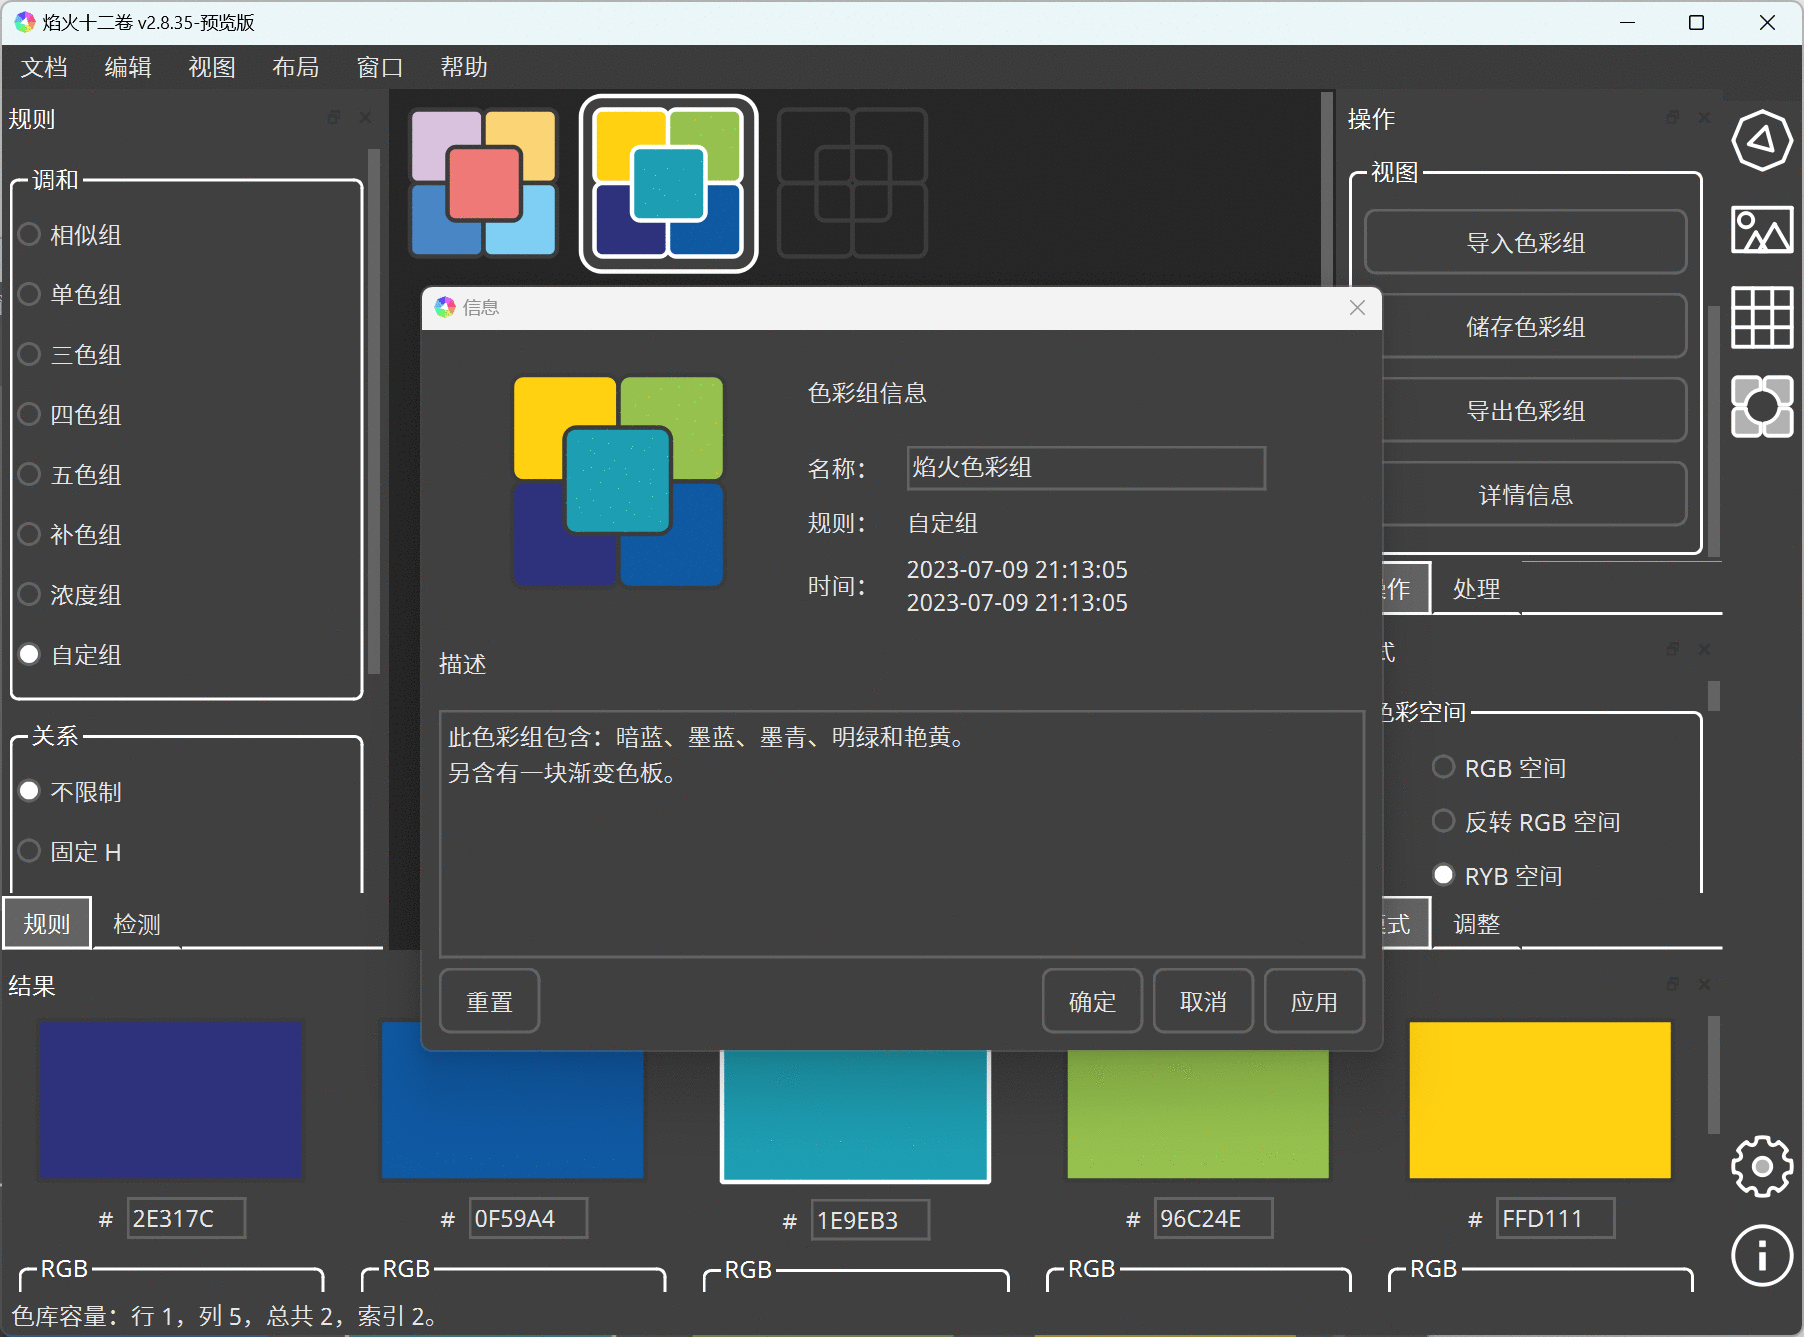 焰火十二卷 v2.8.35-预览版
文档 编辑 视图 布局 窗口 帮助
规则
调和
相似组
单色组
三色组
四色组
五色组
补色组
浓度组
自定组
关系
不限制
固定 H
规则 检测
操作
视图
导入色彩组
储存色彩组
导出色彩组
详情信息
作 处理
式
色彩空间
RGB 空间
反转 RGB 空间
RYB 空间
式 调整
信息
色彩组信息
名称： 焰火色彩组
规则： 自定组
时间： 2023-07-09 21:13:05
2023-07-09 21:13:05
描述
此色彩组包含：暗蓝、墨蓝、墨青、明绿和艳黄。
另含有一块渐变色板。
重置 确定 取消 应用
结果
# 2E317C # 0F59A4 # 1E9EB3 # 96C24E # FFD111
RGB RGB RGB RGB RGB
色库容量：行 1，列 5，总共 2，索引 2。